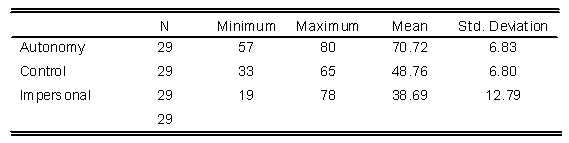 N Minimum Maximum Mean Std. Deviation
Autonomy 29 57 80 70.72 6.83
Control 29 33 65 48.76 6.80
Impersonal 29 19 78 38.69 12.79
29